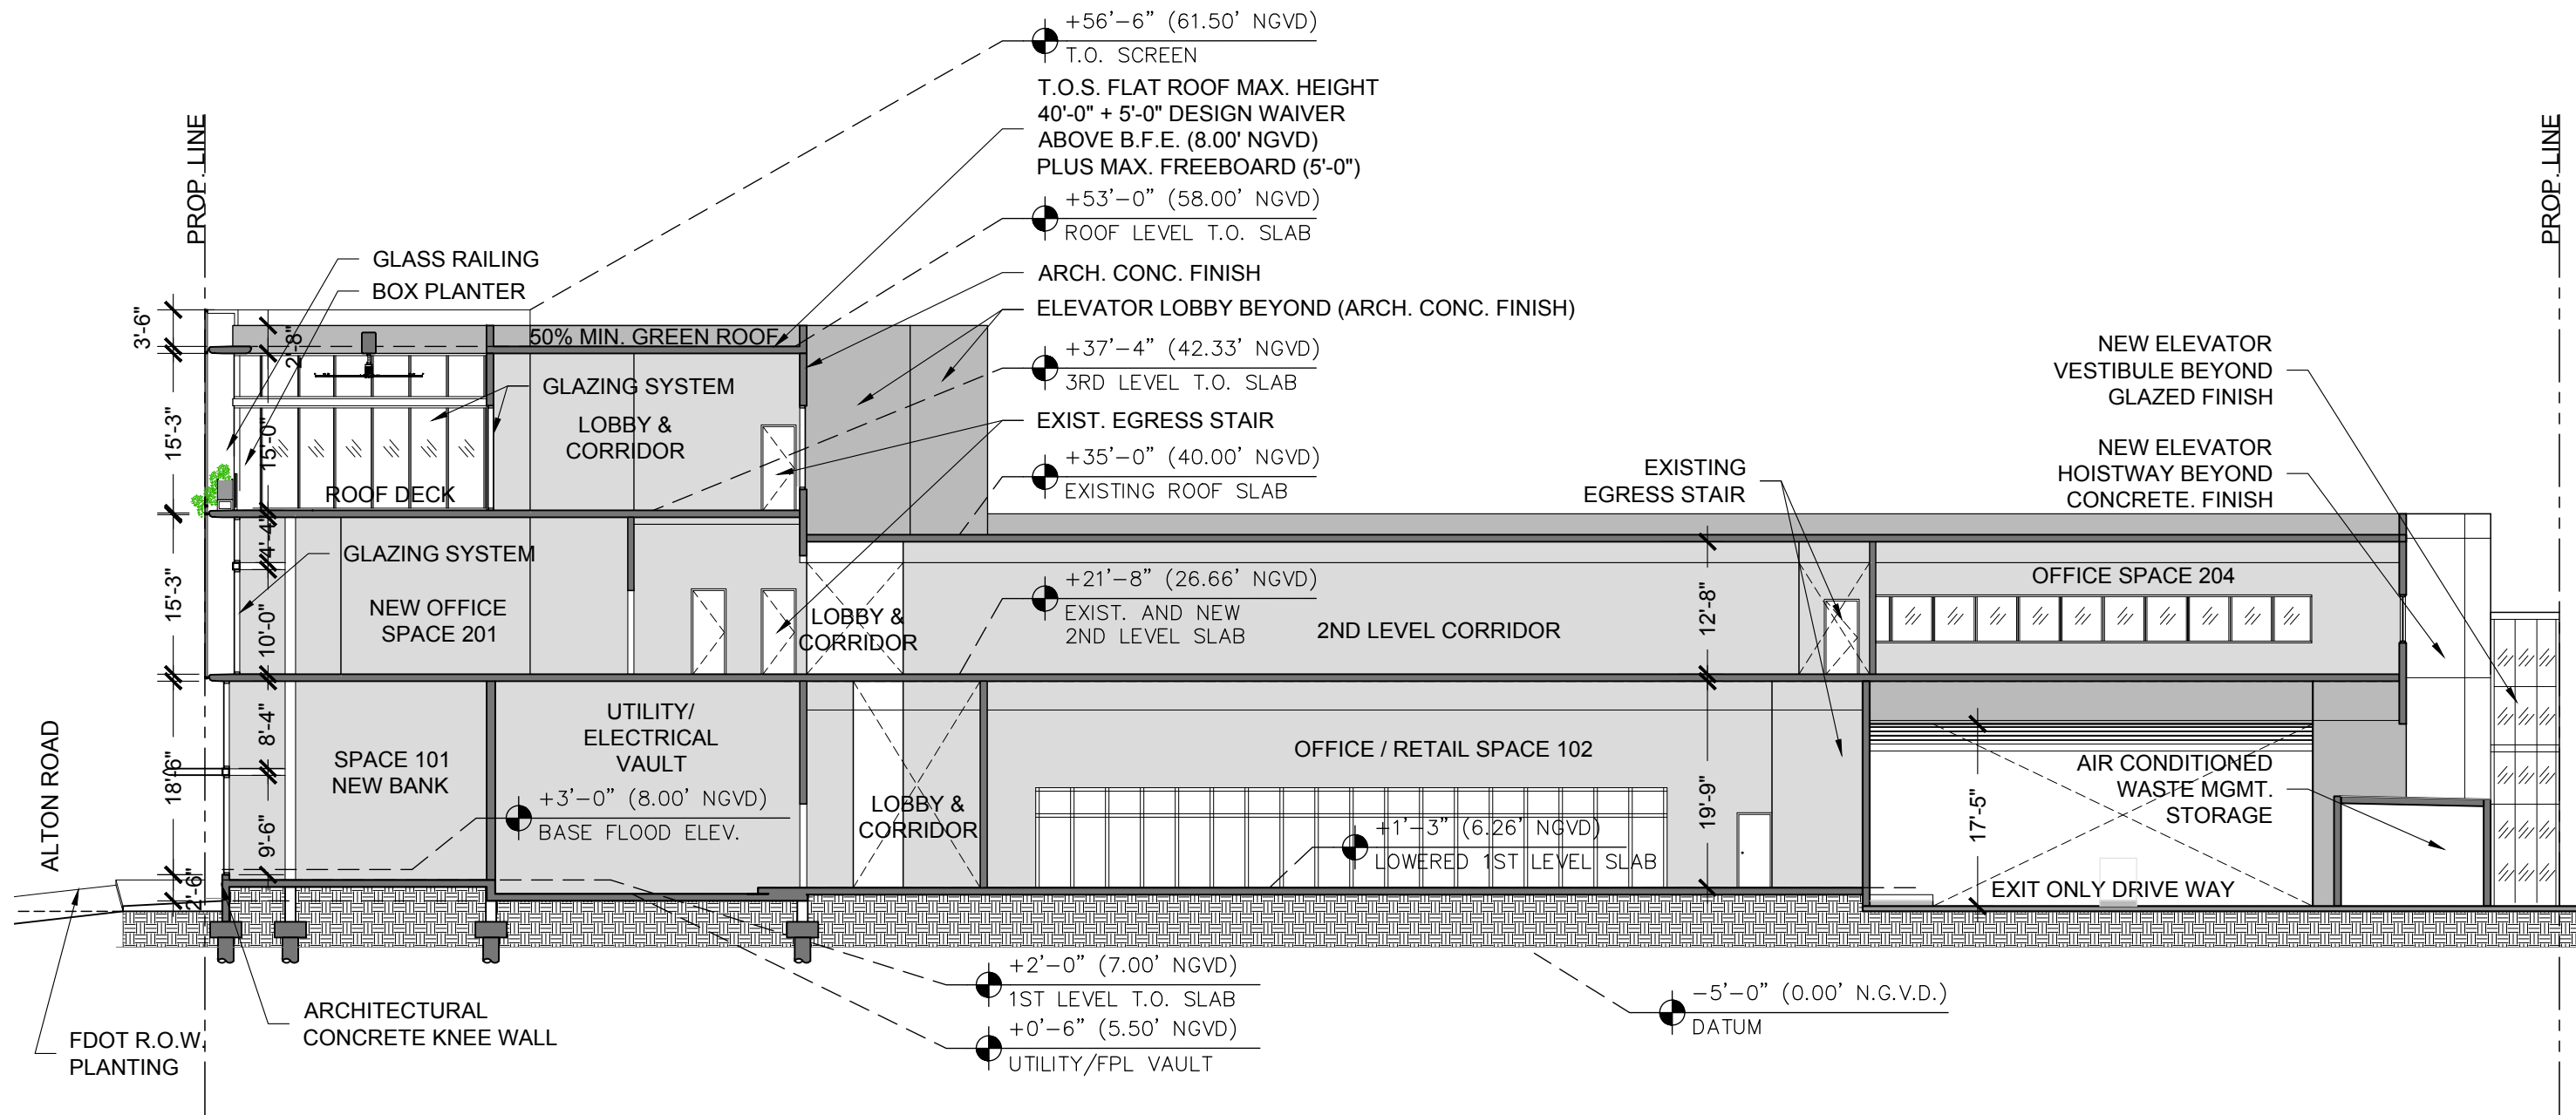 +56'-6" (61.50' NGVD)
T.O. SCREEN
T.O.S. FLAT ROOF MAX. HEIGHT
40'-0" + 5'-0" DESIGN WAIVER
ABOVE B.F.E. (8.00' NGVD)
PLUS MAX. FREEBOARD (5'-0")
+53'-0" (58.00' NGVD)
ROOF LEVEL T.O. SLAB
ARCH. CONC. FINISH
ELEVATOR LOBBY BEYOND (ARCH. CONC. FINISH)
+37'-4" (42.33' NGVD)
3RD LEVEL T.O. SLAB
EXIST. EGRESS STAIR
+35'-0" (40.00' NGVD)
EXISTING ROOF SLAB
+21'-8" (26.66' NGVD)
EXIST. AND NEW
2ND LEVEL SLAB
PROP. LINE
PROP. LINE
GLASS RAILING
BOX PLANTER
3'-6"
2'-8"
50% MIN. GREEN ROOF
GLAZING SYSTEM
LOBBY &
CORRIDOR
15'-3"
15'-0"
ROOF DECK
4'-4"
GLAZING SYSTEM
NEW OFFICE
SPACE 201
15'-3"
10'-0"
LOBBY &
CORRIDOR
2ND LEVEL CORRIDOR
12'-8"
EXISTING
EGRESS STAIR
OFFICE SPACE 204
NEW ELEVATOR
VESTIBULE BEYOND
GLAZED FINISH
NEW ELEVATOR
HOISTWAY BEYOND
CONCRETE. FINISH
ALTON ROAD
18'-6"
8'-4"
9'-6"
2'-6"
SPACE 101
NEW BANK
UTILITY/
ELECTRICAL
VAULT
+3'-0" (8.00' NGVD)
BASE FLOOD ELEV.
LOBBY &
CORRIDOR
OFFICE / RETAIL SPACE 102
+1'-3" (6.26' NGVD)
LOWERED 1ST LEVEL SLAB
19'-9"
17'-5"
AIR CONDITIONED
WASTE MGMT.
STORAGE
EXIT ONLY DRIVE WAY
+2'-0" (7.00' NGVD)
1ST LEVEL T.O. SLAB
+0'-6" (5.50' NGVD)
UTILITY/FPL VAULT
-5'-0" (0.00' N.G.V.D.)
DATUM
ARCHITECTURAL
CONCRETE KNEE WALL
FDOT R.O.W.
PLANTING